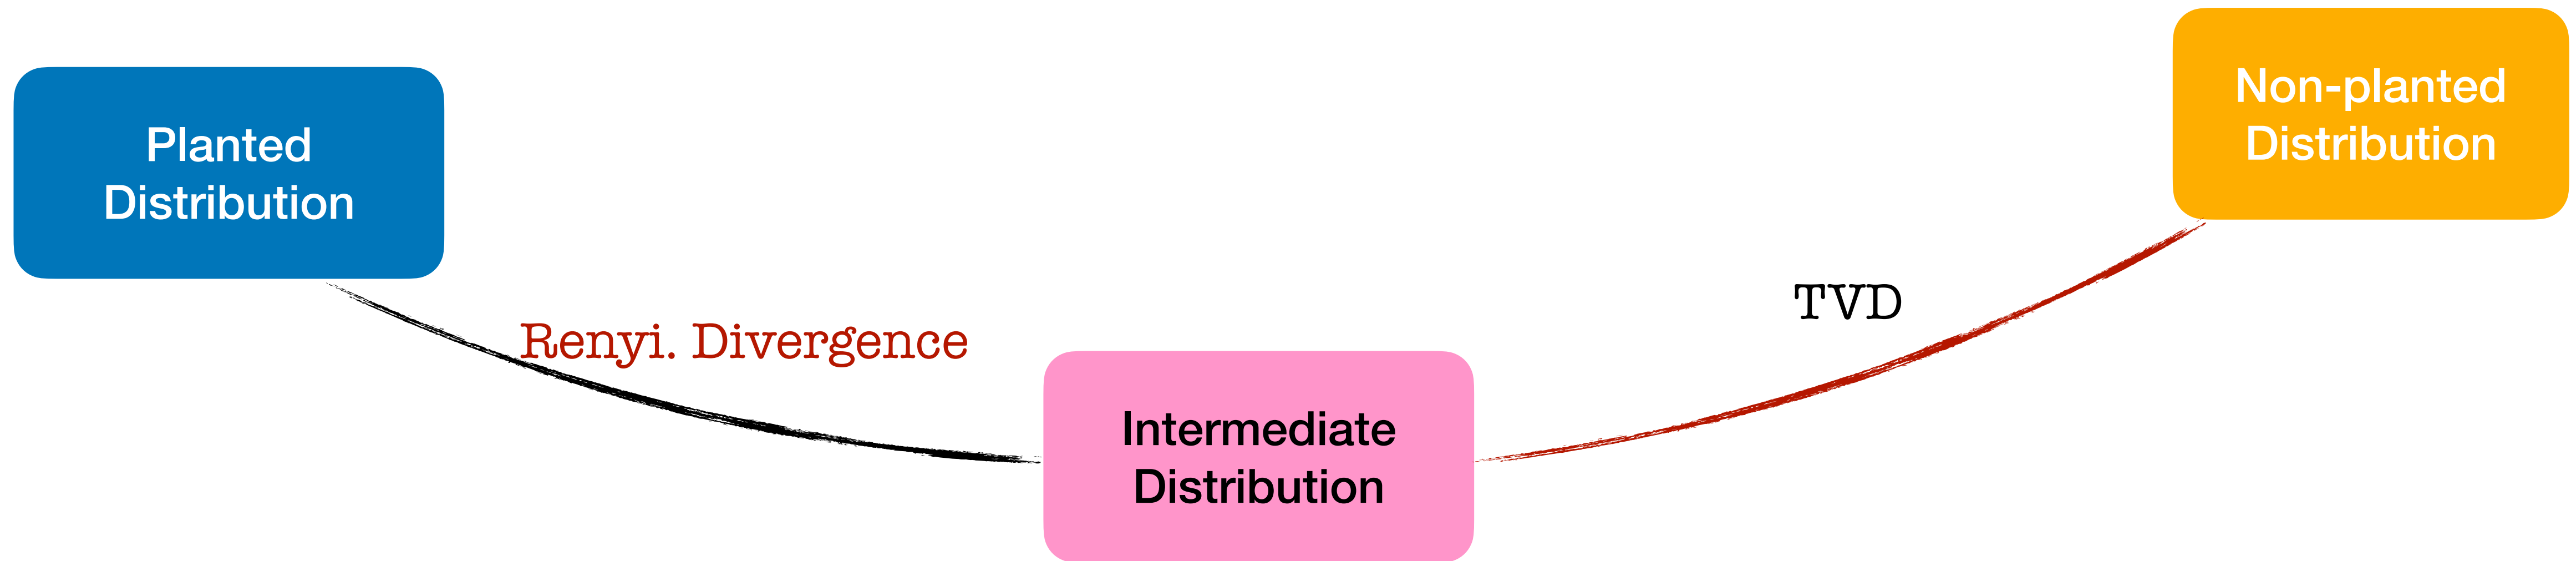 Planted
Distribution
Renyi. Divergence
Intermediate
Distribution
TVD
Non-planted
Distribution